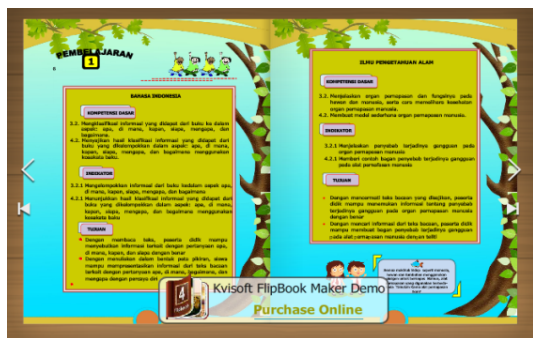 PEMBELAJARAN
1
BAHASA INDONESIA
KOMPETENSI DASAR
3.2. Mengklasifikasi informasi yang didapat dari buku ke dalam
aspek: apa, di mana, kapan, siapa, mengapa, dan
bagaimana.
4.2. Menyajikan hasil klasifikasi informasi yang didapat dari
buku yang dikelompokkan dalam aspek: apa, di mana,
kapan, siapa, mengapa, dan bagaimana menggunakan
kosakata baku.
INDIKATOR
3.2.1 Mengelompokkan informasi dari buku kedalam aspek apa,
di mana, kapan, siapa, mengapa, dan bagaimana.
4.2.1 Menunjukkan hasil klasifikasi informasi yang didapat dari
buku yang dikelompokkan dalam aspek: apa, di mana,
kapan, siapa, mengapa, dan bagaimana menggunakan
kosakata baku
TUJUAN
Dengan membaca teks, peserta didik mampu
menyebutkan informasi terkait dengan pertanyaan apa,
di mana, kapan, dan siapa dengan benar
Dengan menuliskan dalam bentuk peta pikiran, siswa
mampu mempresentasikan informasi dari teks bacaan
terkait dengan pertanyaan apa, di mana, bagaimana, dan
mengapa dengan percaya diri
ILMU PENGETAHUAN ALAM
KOMPETENSI DASAR
3.2. Menjelaskan organ pernapasan dan fungsinya pada
hewan dan manusia, serta cara memelihara kesehatan
organ pernapasan manusia.
4.2. Membuat model sederhana organ pernapasan manusia.
INDIKATOR
3.2.1 Menjelaskan penyebab terjadinya gangguan
pada organ pernapasan manusia
4.2.1 Memberi contoh bagan penyebab terjadinya gangguan
pada alat pernafasan manusia
TUJUAN
Dengan mencermati teks bacaan yang disajikan, peserta
didik mampu menemukan informasi tentang penyebab
terjadinya gangguan pada organ pernapasan manusia
dengan benar
Dengan mencari informasi dari teks bacaan, peserta didik
mampu membuat bagan penyebab terjadinya gangguan
pada alat pernapasan manusia dengan teliti
4
Kvisoft FlipBook Maker Demo
Purchase Online